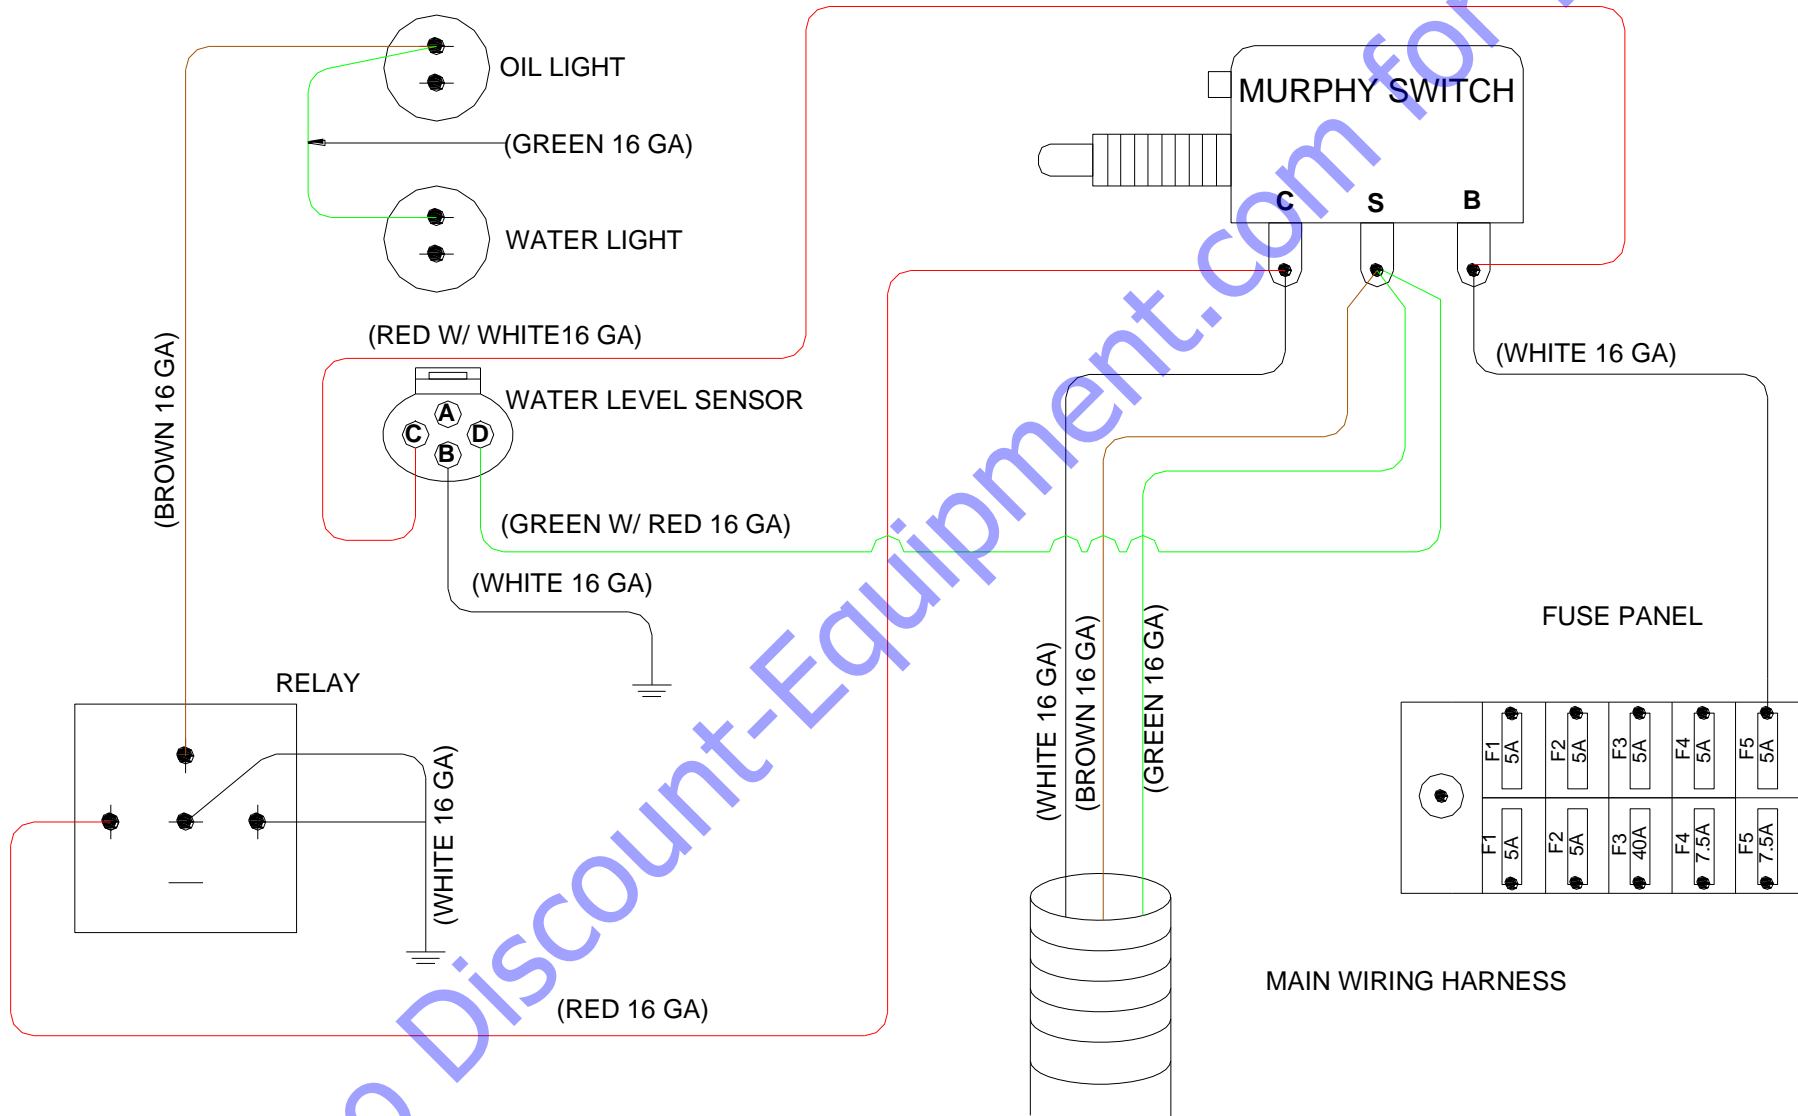 OIL LIGHT
MURPHY SWITCH
(GREEN 16 GA)
C S B
WATER LIGHT
(RED W/ WHITE16 GA)
(WHITE 16 GA)
(BROWN 16 GA)
WATER LEVEL SENSOR
A
C D
B
(GREEN W/ RED 16 GA)
(WHITE 16 GA)
FUSE PANEL
RELAY
(WHITE 16 GA)
(BROWN 16 GA)
(GREEN 16 GA)
(WHITE 16 GA)
F1 5A F2 5A F3 5A F4 5A F5 5A
F1 5A F2 5A F3 40A F4 7.5A F5 7.5A
MAIN WIRING HARNESS
(RED 16 GA)
Discount-Equipment.com for